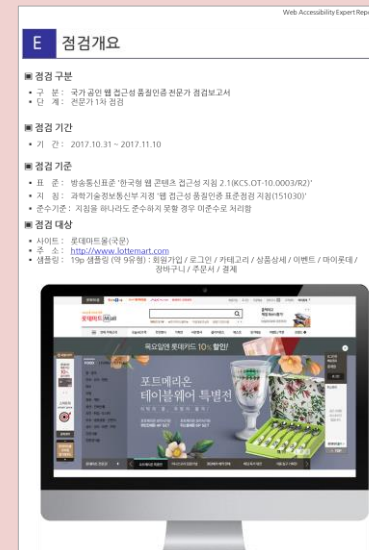 Web Accessibility Expert Repo
E 점검개요
▣ 점검 구분
• 구 분 : 국가 공인 웹 접근성 품질인증 전문가 점검보고서
• 단 계 : 전문가 1차 점검
▣ 점검 기간
• 기 간 : 2017.10.31 ~ 2017.11.10
▣ 점검 기준
• 표 준 : 방송통신표준 '한국형 웹 콘텐츠 접근성 지침 2.1(KCS.OT-10.0003/R2)'
• 지 침 : 과학기술정보통신부 지정 '웹 접근성 품질인증 표준점검 지침(151030)'
• 준수기준 : 지침을 하나라도 준수하지 못할 경우 미준수로 처리함
▣ 점검 대상
• 사이트 : 롯데마트몰(국문)
• 주 소 : http://www.lottemart.com
• 샘플링 : 19p 샘플링 (약 9유형) : 회원가입 / 로그인 / 카테고리 / 상품상세 / 이벤트 / 마이롯데 /
장바구니 / 주문서 / 결제
롯데마트 Mall
목요일엔 롯데카드 10% 할인!
포트메리온
테이블웨어 특별전